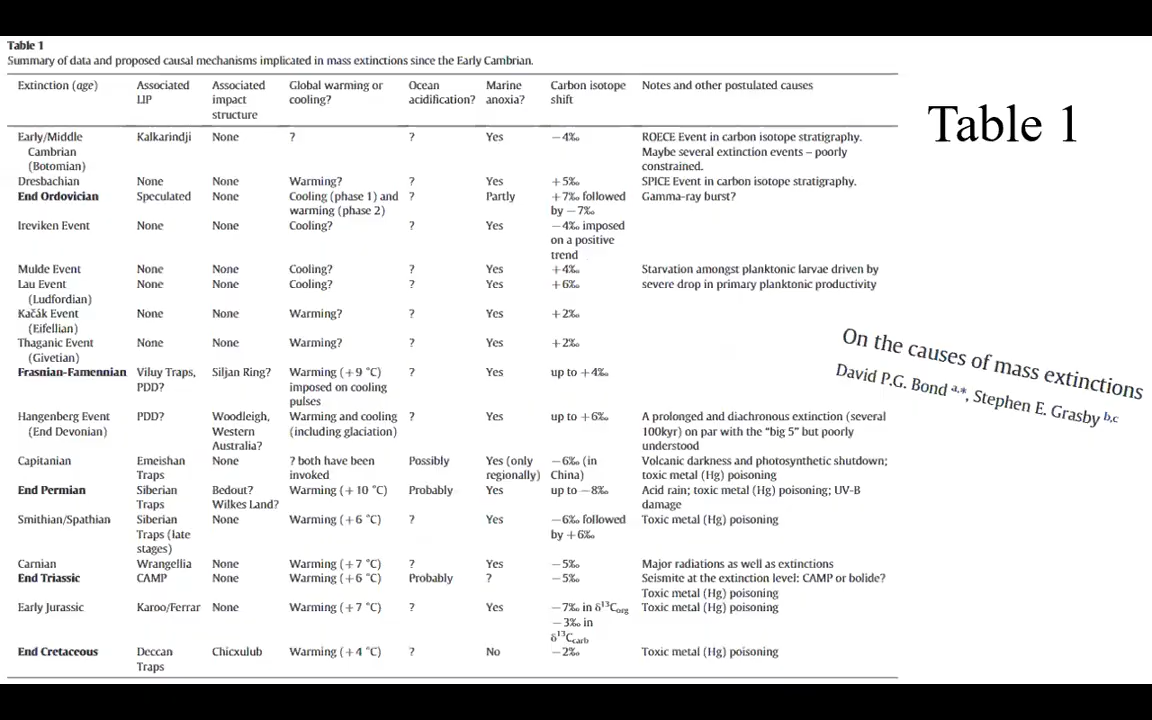 Table 1
Summary of data and proposed causal mechanisms implicated in mass extinctions since the Early Cambrian.
Extinction (age) Associated LIP Associated impact structure Global warming or cooling? Ocean acidification? Marine anoxia? Carbon isotope shift Notes and other postulated causes
Early/Middle Cambrian (Botomian) Kalkarindji None ? ? Yes −4‰ ROECE Event in carbon isotope stratigraphy. Maybe several extinction events – poorly constrained.
Dresbachian None None Warming? ? Yes +5‰ SPICE Event in carbon isotope stratigraphy.
End Ordovician Speculated None Cooling (phase 1) and warming (phase 2) ? Partly +7‰ followed by −7‰ Gamma-ray burst?
Ireviken Event None None Cooling? ? Yes −4‰ imposed on a positive trend
Mulde Event None None Cooling? ? Yes +4‰ Starvation amongst planktonic larvae driven by
Lau Event (Ludfordian) None None Cooling? ? Yes +6‰ severe drop in primary planktonic productivity
Kačák Event (Eifellian) None None Warming? ? Yes +2‰
Thaganic Event (Givetian) None None Warming? ? Yes +2‰
Frasnian-Famennian Viluy Traps, PDD? Siljan Ring? Warming (+9 °C) imposed on cooling pulses ? Yes up to +4‰
Hangenberg Event (End Devonian) PDD? Woodleigh, Western Australia? Warming and cooling (including glaciation) ? Yes up to +6‰ A prolonged and diachronous extinction (several 100kyr) on par with the “big 5” but poorly understood
Capitanian Emeishan Traps None ? both have been invoked Possibly Yes (only regionally) −6‰ (in China) Volcanic darkness and photosynthetic shutdown; toxic metal (Hg) poisoning
End Permian Siberian Traps Bedout? Wilkes Land? Warming (+10 °C) Probably Yes up to −8‰ Acid rain; toxic metal (Hg) poisoning; UV-B damage
Smithian/Spathian Siberian Traps (late stages) None Warming (+6 °C) ? Yes −6‰ followed by +6‰ Toxic metal (Hg) poisoning
Carnian Wrangellia None Warming (+7 °C) ? Yes −5‰ Major radiations as well as extinctions
End Triassic CAMP None Warming (+6 °C) Probably ? −5‰ Seismite at the extinction level: CAMP or bolide? Toxic metal (Hg) poisoning
Early Jurassic Karoo/Ferrar None Warming (+7 °C) ? Yes −7‰ in δ13Corg −3‰ in δ13Ccarb Toxic metal (Hg) poisoning
End Cretaceous Deccan Traps Chicxulub Warming (+4 °C) ? No −2‰ Toxic metal (Hg) poisoning
Table 1
On the causes of mass extinctions
David P.G. Bond a,*, Stephen E. Grasby b,c